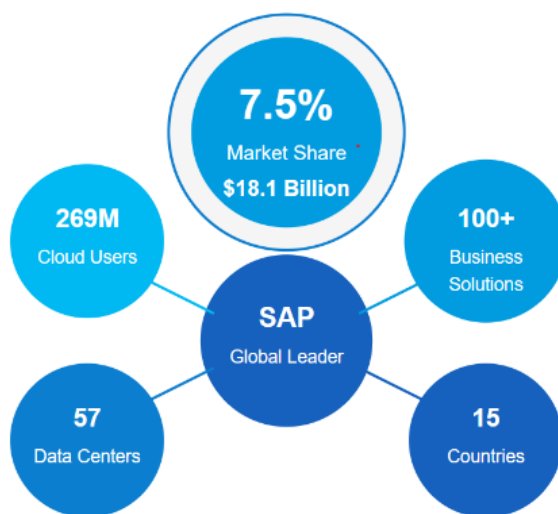 7.5%
Market Share *
$18.1 Billion
269M
Cloud Users
100+
Business
Solutions
SAP
Global Leader
57
Data Centers
15
Countries